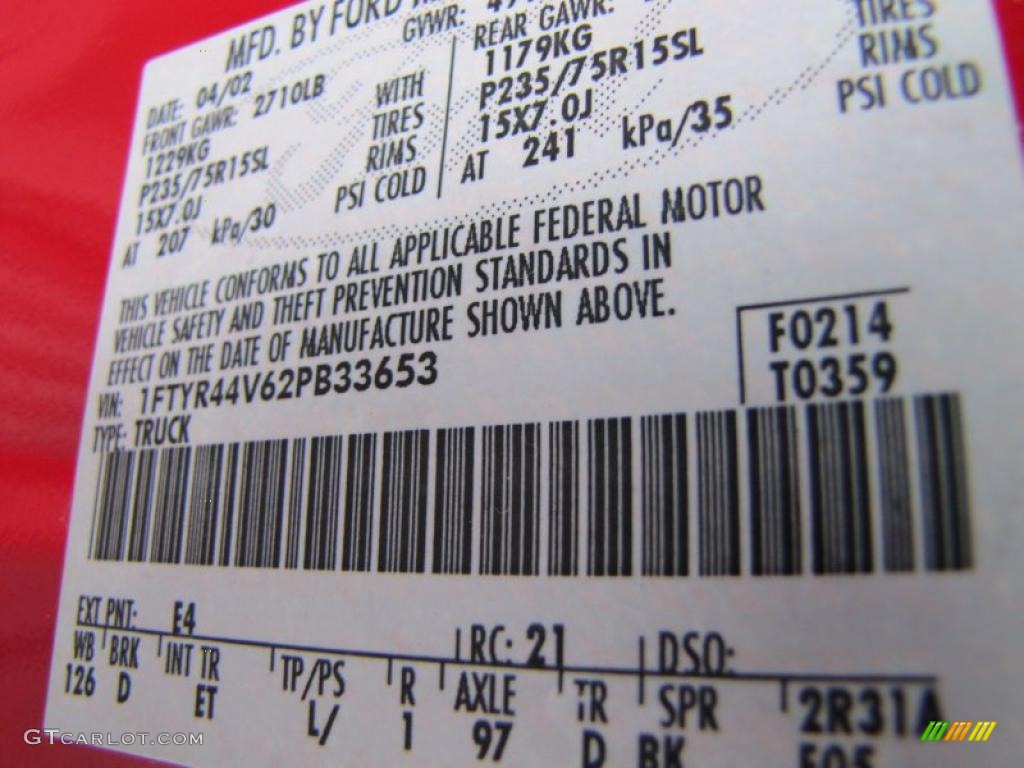 MFD. BY FORD
DATE: 04/02 GVWR:
FRONT GAWR: 2710LB REAR GAWR:
1229KG WITH 1179KG TIRES
P235/75R15SL TIRES P235/75R15SL RIMS
15X7.0J RIMS 15X7.0J PSI COLD
AT 207 kPa/30 PSI COLD AT 241 kPa/35
THIS VEHICLE CONFORMS TO ALL APPLICABLE FEDERAL MOTOR
VEHICLE SAFETY AND THEFT PREVENTION STANDARDS IN
EFFECT ON THE DATE OF MANUFACTURE SHOWN ABOVE.
VIN: 1FTYR44V62PB33653 F0214
TYPE: TRUCK T0359
EXT PNT: E4 RC: 21 DSO:
WB BRK INT TR TP/PS R AXLE TR SPR 2R31A
126 D ET L/ 1 97 D BK
GTCARLOT.COM